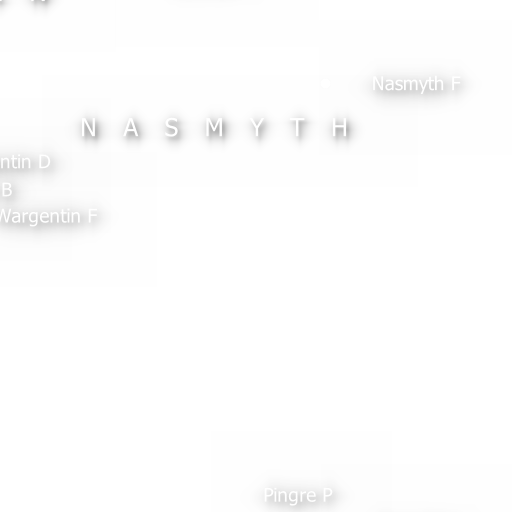 Nasmyth F
N A S M Y T H
ntin D
B
Wargentin F
Pingre P